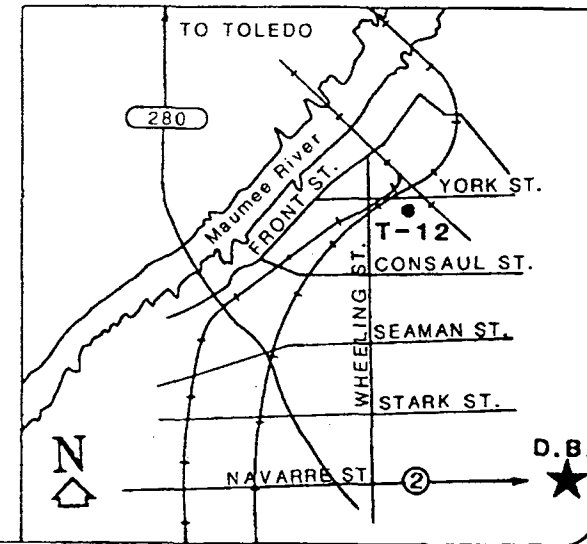 TO TOLEDO
280
Maumee River
FRONT ST.
YORK ST.
T-12
CONSAUL ST.
WHEELING ST.
SEAMAN ST.
STARK ST.
N
D.B.
NAVARRE ST
2